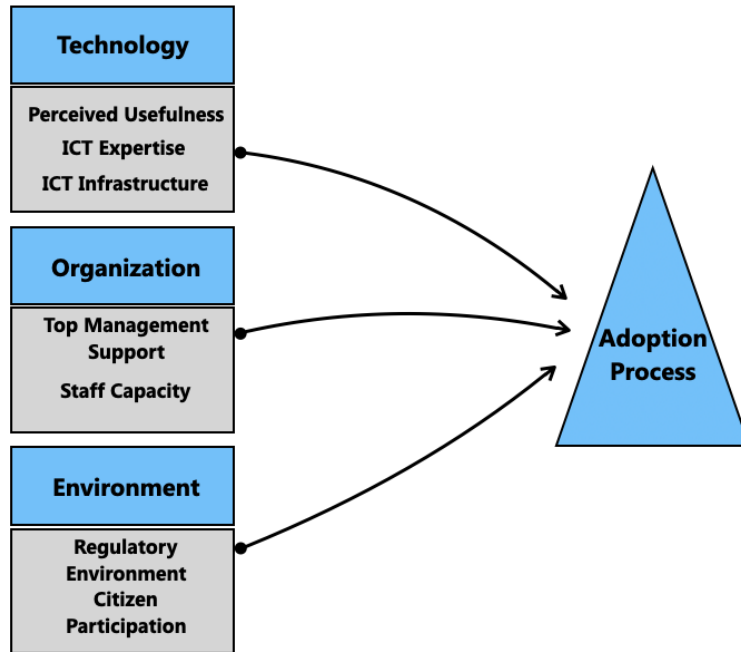 Technology
Perceived Usefulness
ICT Expertise
ICT Infrastructure
Organization
Top Management
Support
Staff Capacity
Environment
Regulatory
Environment
Citizen
Participation
Adoption
Process